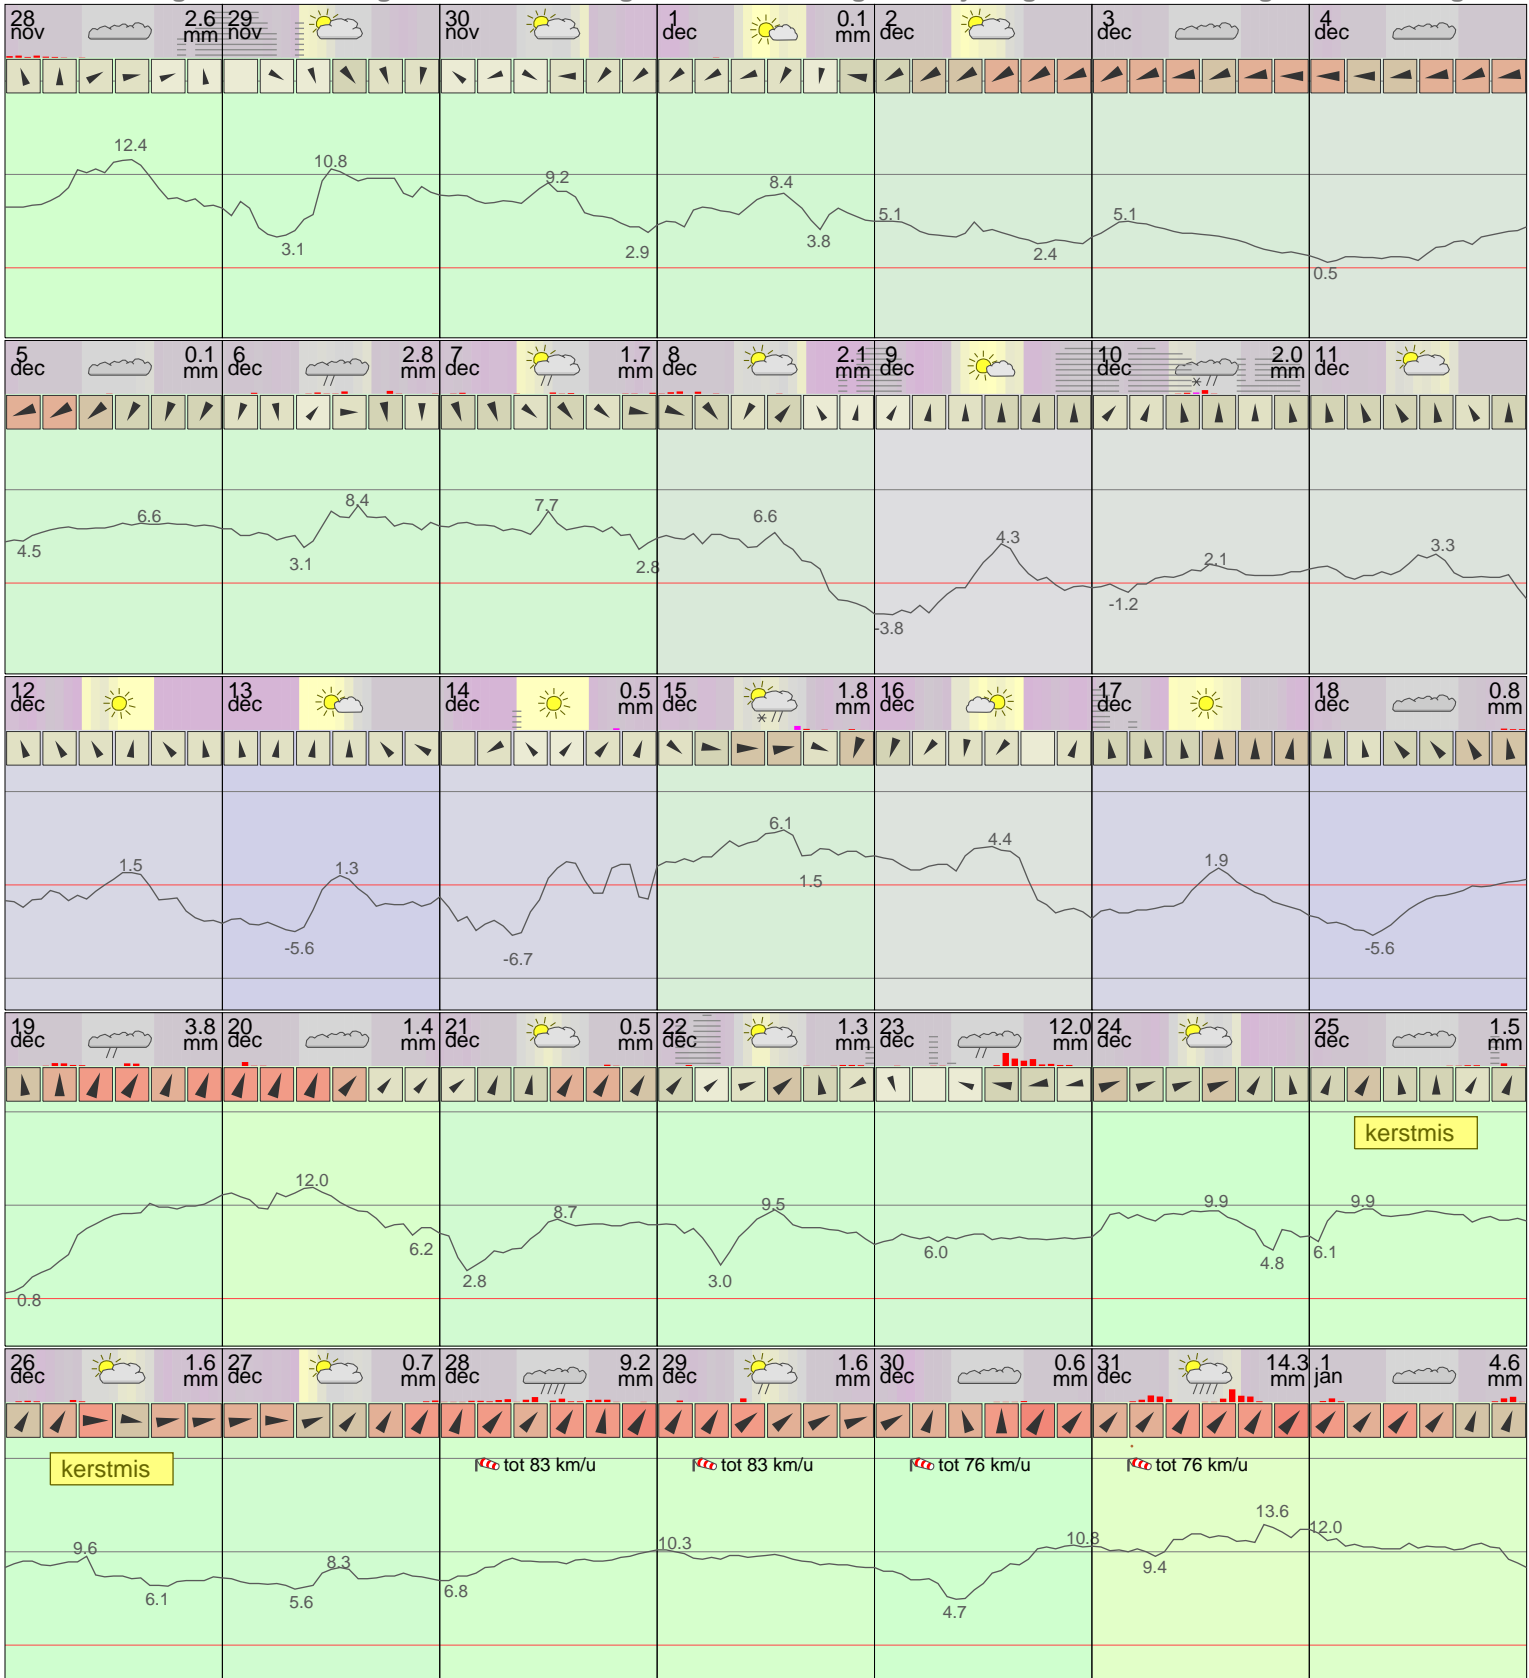 28 nov 2.6 mm
29 nov
30 nov
1 dec 0.1 mm
2 dec
3 dec
4 dec
12.4
3.1 10.8
9.2 2.9
8.4 3.8
5.1 2.4
5.1
0.5
5 dec 0.1 mm
6 dec 2.8 mm
7 dec 1.7 mm
8 dec 2.1 mm
9 dec
10 dec 2.0 mm
11 dec
4.5 6.6
3.1 8.4
7.7 2.8
6.6
-3.8 4.3
-1.2 2.1
3.3
12 dec
13 dec
14 dec 0.5 mm
15 dec 1.8 mm
16 dec
17 dec
18 dec 0.8 mm
1.5
-5.6 1.3
-6.7
6.1 1.5
4.4
1.9
-5.6
19 dec 3.8 mm
20 dec 1.4 mm
21 dec 0.5 mm
22 dec 1.3 mm
23 dec 12.0 mm
24 dec
25 dec 1.5 mm
kerstmis
0.8
12.0 6.2
2.8 8.7
3.0 9.5
6.0
9.9 4.8
6.1 9.9
26 dec 1.6 mm
27 dec 0.7 mm
28 dec 9.2 mm
29 dec 1.6 mm
30 dec 0.6 mm
31 dec 14.3 mm
1 jan 4.6 mm
kerstmis
tot 83 km/u
tot 83 km/u
tot 76 km/u
tot 76 km/u
9.6 6.1
5.6 8.3
6.8
10.3
4.7 10.8
9.4 13.6
12.0